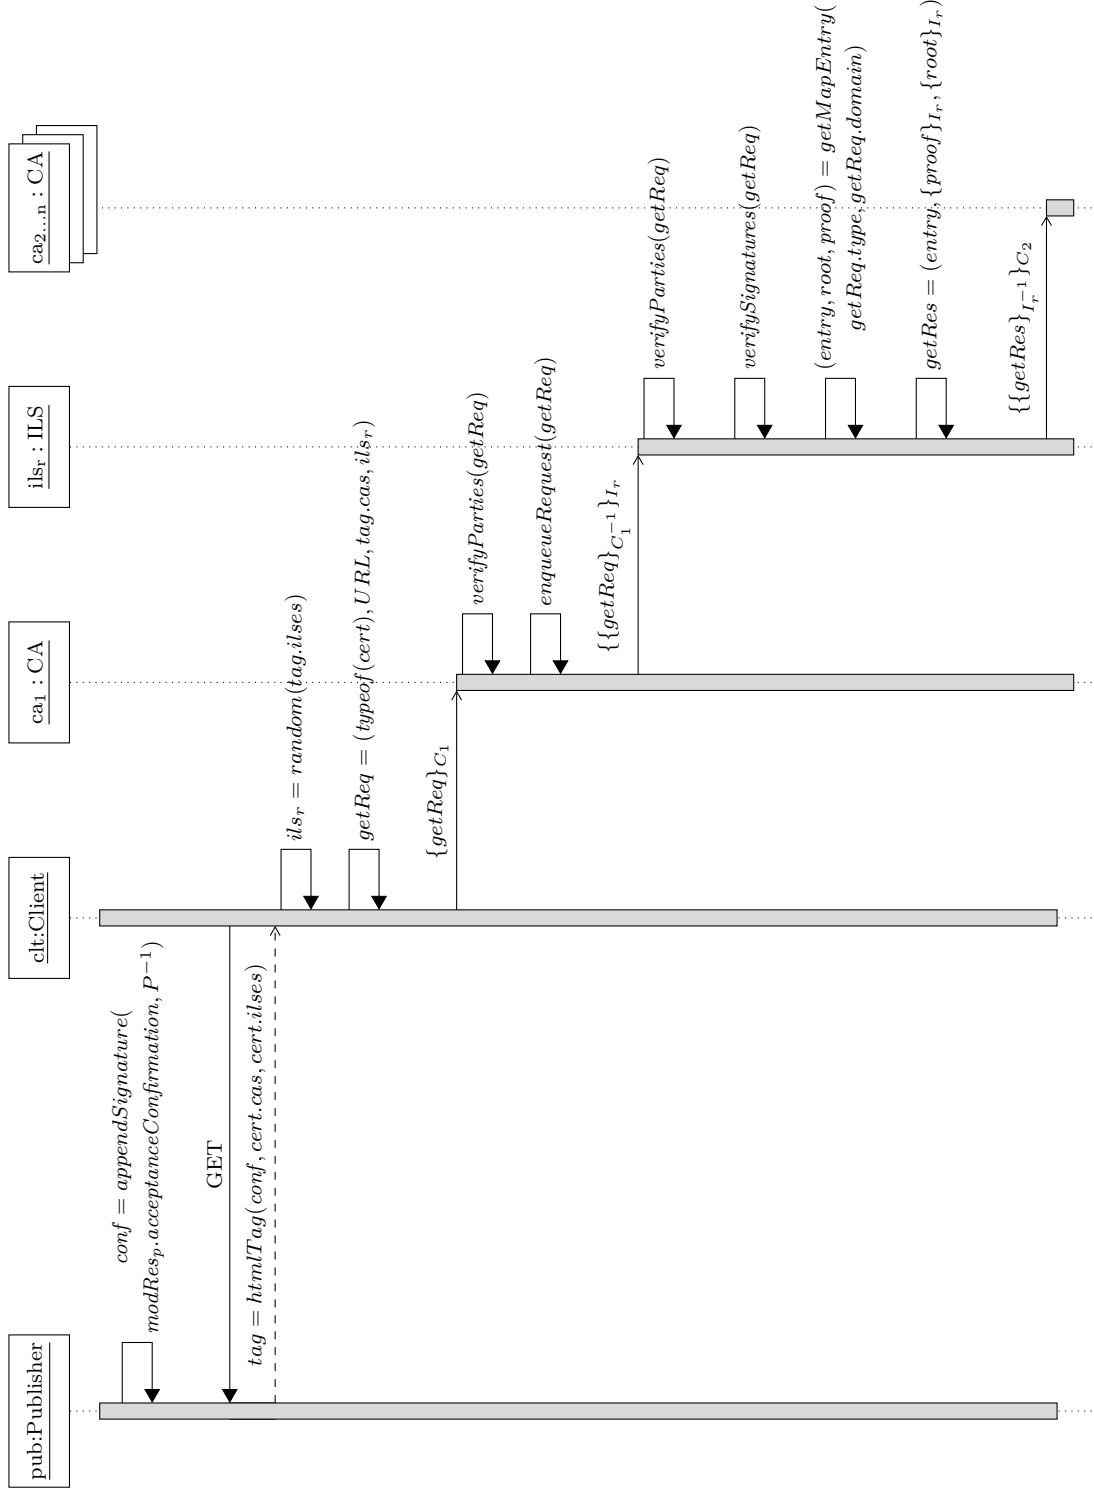 pub:Publisher
clt:Client
ca₁ : CA
ilsᵣ : ILS
ca₂...ₙ : CA
conf = appendSignature(
modResₚ.acceptanceConfirmation, P⁻¹)
GET
tag = htmlTag(conf, cert.cas, cert.ilses)
ilsᵣ = random(tag.ilses)
getReq = (typeof(cert), URL, tag.cas, ilsᵣ)
{getReq}_{C₁}
verifyParties(getReq)
enqueueRequest(getReq)
{{getReq}_{C₁⁻¹}}_{Iᵣ}
verifyParties(getReq)
verifySignatures(getReq)
(entry, root, proof) = getMapEntry(
getReq.type, getReq.domain)
getRes = (entry, {proof}_{Iᵣ}, {root}_{Iᵣ})
{{getRes}_{Iᵣ⁻¹}}_{C₂}